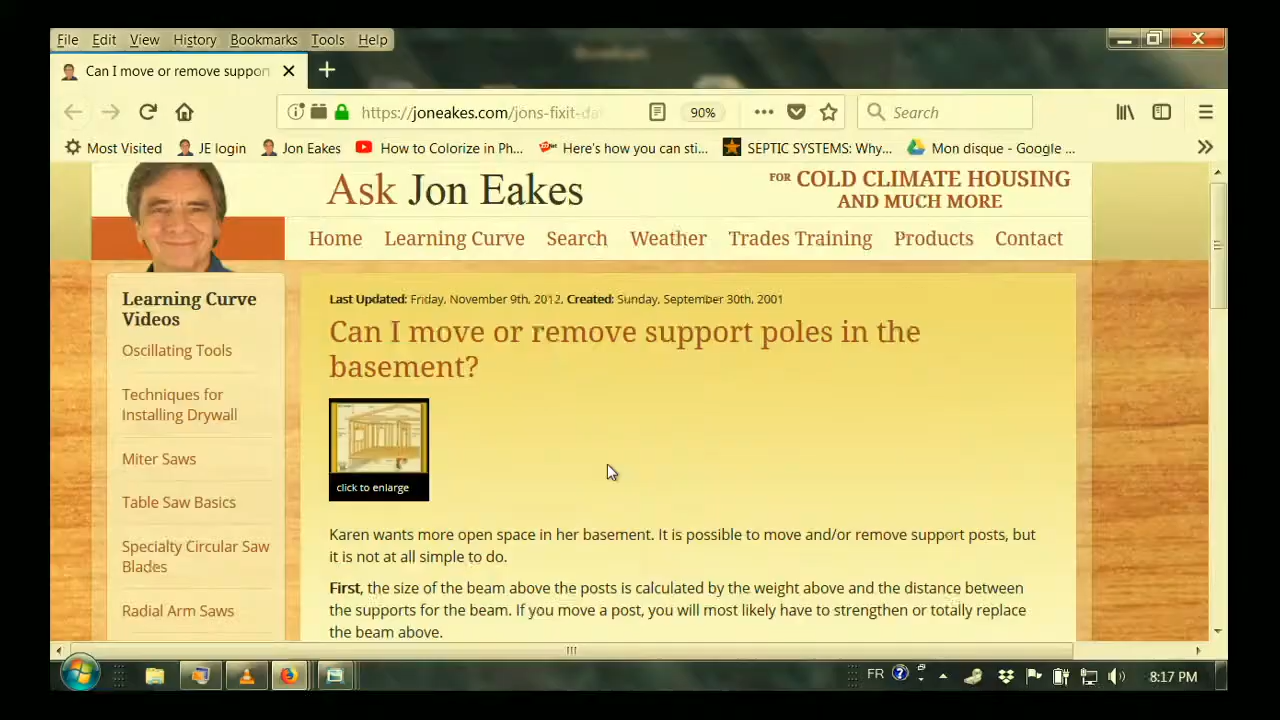 File Edit View History Bookmarks Tools Help
Can I move or remove suppor
https://joneakes.com/jons-fixit-da
90%
Search
Most Visited JE login Jon Eakes How to Colorize in Ph... Here's how you can sti... SEPTIC SYSTEMS: Why,... Mon disque - Google ...
Ask Jon Eakes
FOR COLD CLIMATE HOUSING
AND MUCH MORE
Home Learning Curve Search Weather Trades Training Products Contact
Learning Curve
Videos
Oscillating Tools
Techniques for
Installing Drywall
Miter Saws
Table Saw Basics
Specialty Circular Saw
Blades
Radial Arm Saws
Last Updated: Friday, November 9th, 2012, Created: Sunday, September 30th, 2001
Can I move or remove support poles in the
basement?
click to enlarge
Karen wants more open space in her basement. It is possible to move and/or remove support posts, but
it is not at all simple to do.
First, the size of the beam above the posts is calculated by the weight above and the distance between
the supports for the beam. If you move a post, you will most likely have to strengthen or totally replace
the beam above.
FR
8:17 PM